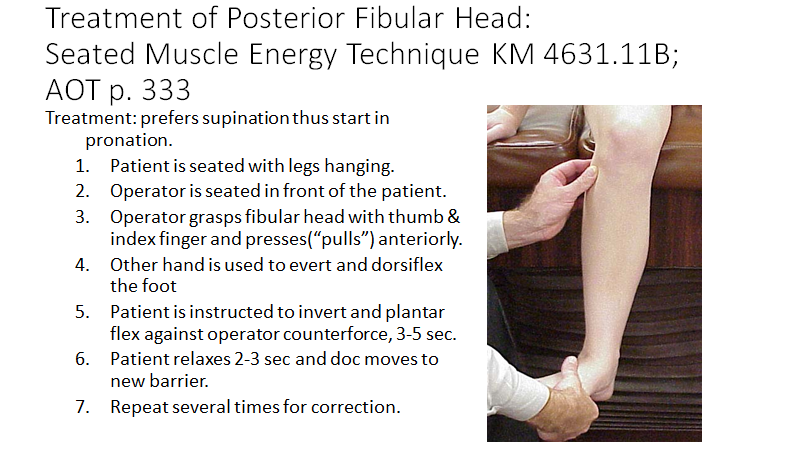 Treatment of Posterior Fibular Head:
Seated Muscle Energy Technique KM 4631.11B;
AOT p. 333
Treatment: prefers supination thus start in
pronation.
1. Patient is seated with legs hanging.
2. Operator is seated in front of the patient.
3. Operator grasps fibular head with thumb &
index finger and presses(“pulls”) anteriorly.
4. Other hand is used to evert and dorsiflex
the foot
5. Patient is instructed to invert and plantar
flex against operator counterforce, 3-5 sec.
6. Patient relaxes 2-3 sec and doc moves to
new barrier.
7. Repeat several times for correction.